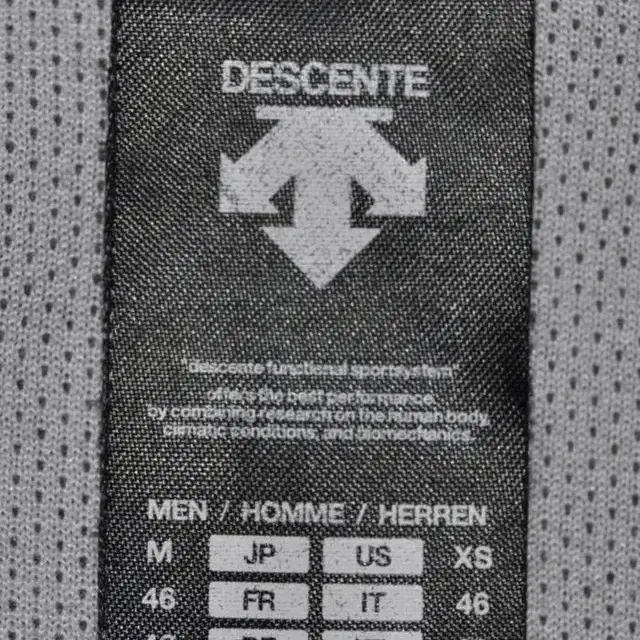 DESCENTE
"descente functional sportsystem"
offers the best performance,
by combining research on the human body,
climatic conditions, and biomechanics.
MEN / HOMME / HERREN
M JP US XS
46 FR IT 46